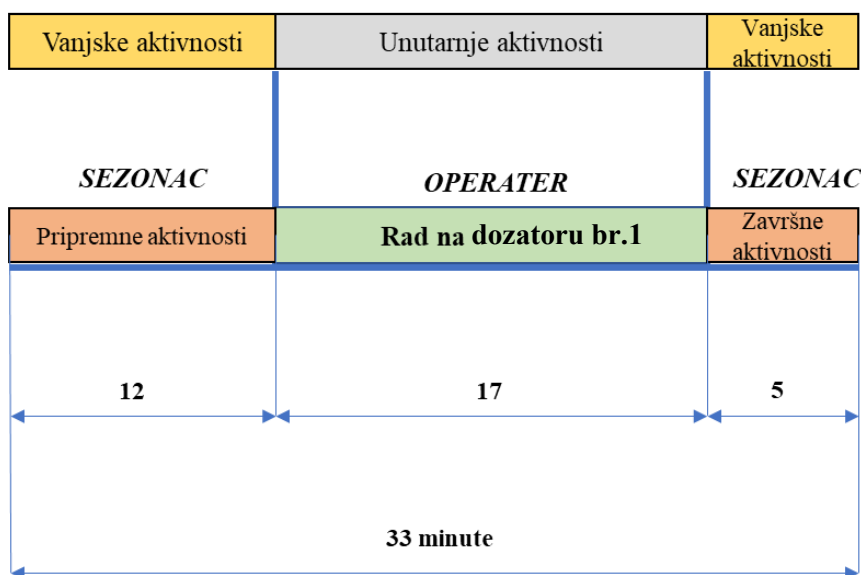 Vanjske aktivnosti
Unutarnje aktivnosti
Vanjske
aktivnosti
SEZONAC
OPERATER
SEZONAC
Pripremne aktivnosti
Rad na dozatoru br.1
Završne
aktivnosti
12
17
5
33 minute